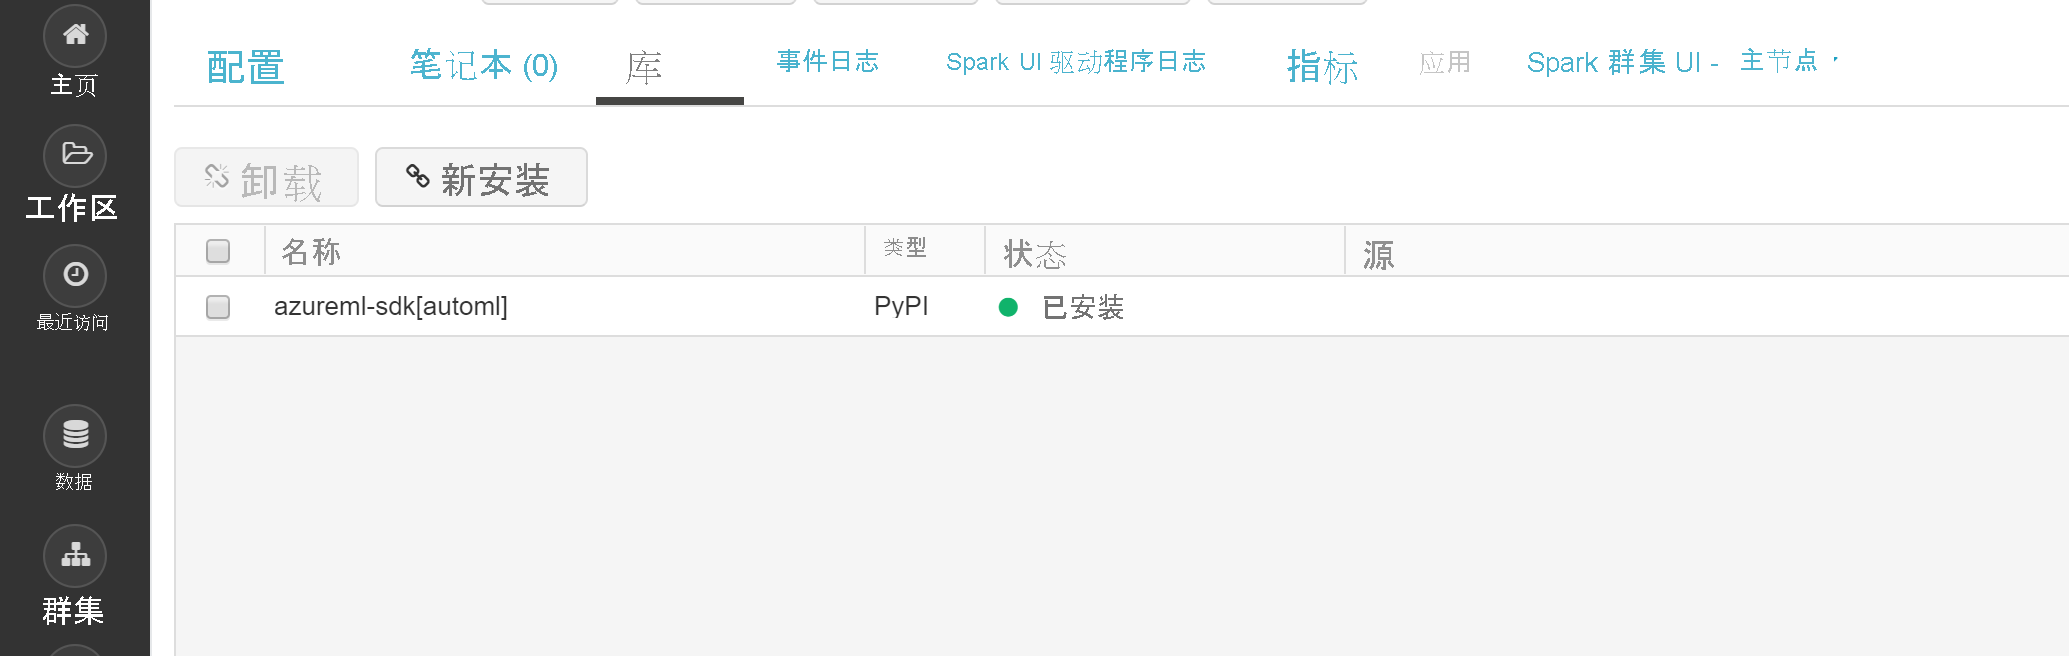 主页
工作区
最近访问
数据
群集
配置 笔记本 (0) 库 事件日志 Spark UI 驱动程序日志 指标 应用 Spark 群集 UI - 主节点
卸载 新安装
名称 类型 状态 源
azureml-sdk[automl] PyPI 已安装